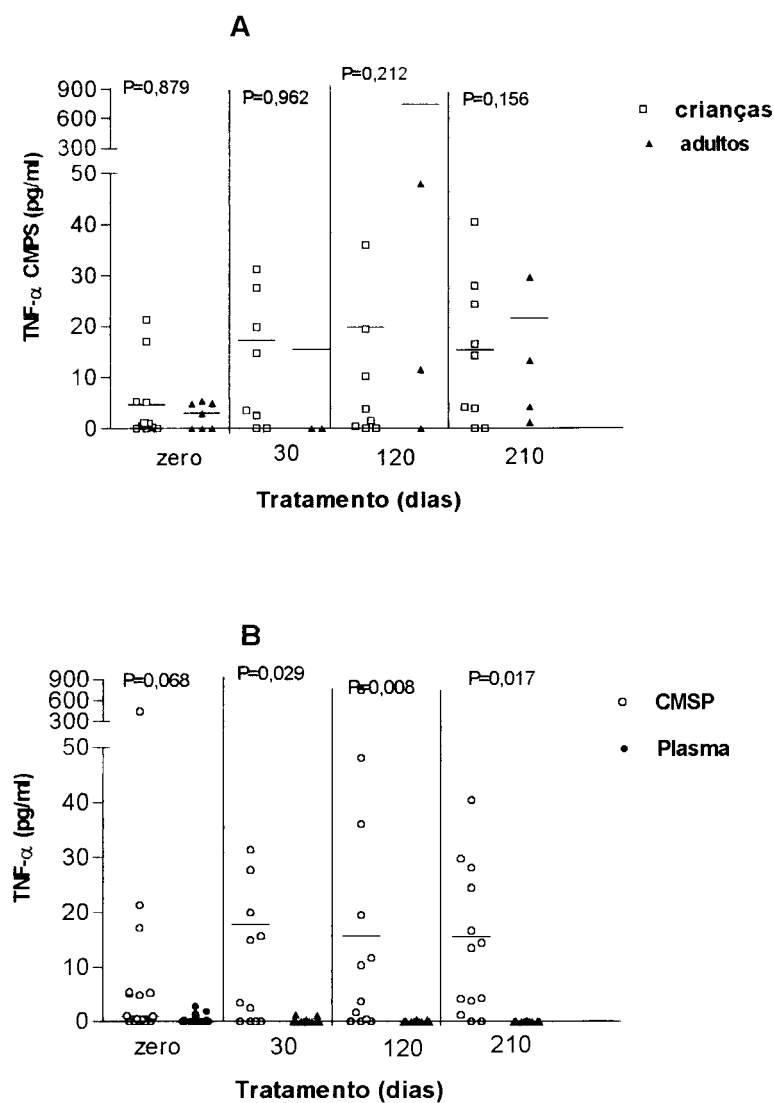 A
P=0,879
P=0,962
P=0,212
P=0,156
900
600
300
50
40
30
20
10
0
TNF-α CMPS (pg/ml)
□ crianças
▲ adultos
zero 30 120 210
Tratamento (dias)
B
P=0,068
P=0,029
P=0,008
P=0,017
900
600
300
50
40
30
20
10
0
TNF-α (pg/ml)
○ CMSP
● Plasma
zero 30 120 210
Tratamento (dias)